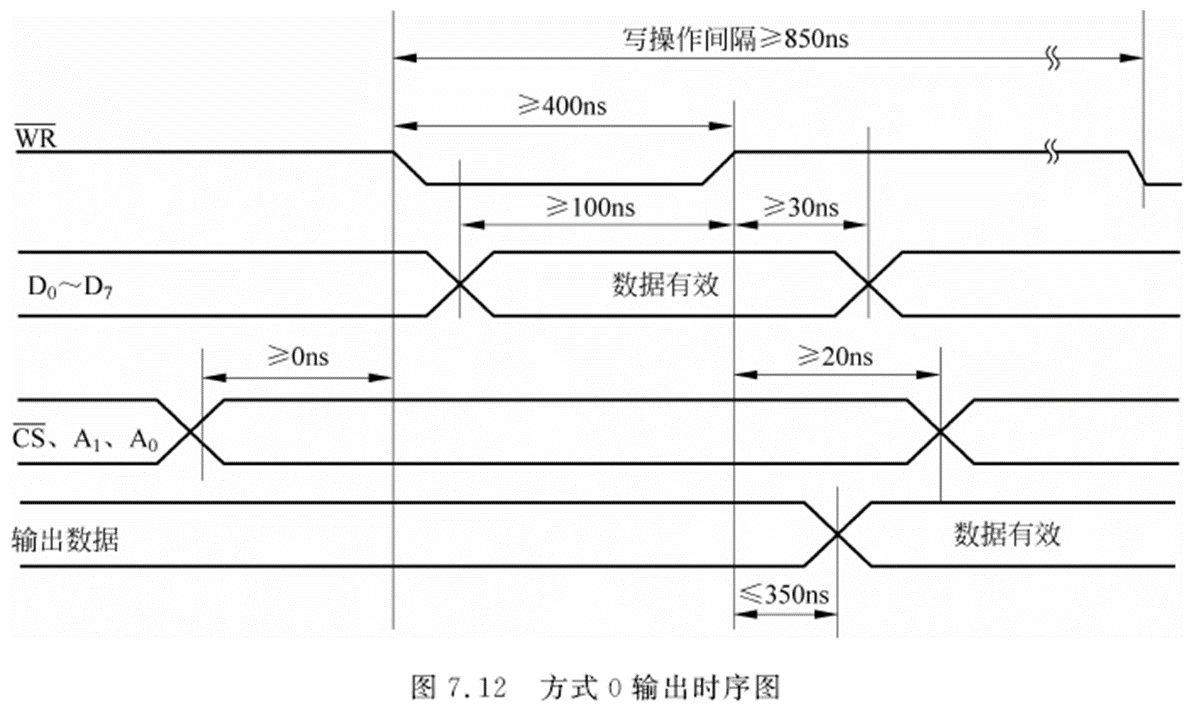 写操作间隔≥850ns
≥400ns
W̅R̅
≥100ns
≥30ns
D₀～D₇
数据有效
≥0ns
≥20ns
C̅S̅、A₁、A₀
输出数据
数据有效
≤350ns
图 7.12 方式 0 输出时序图